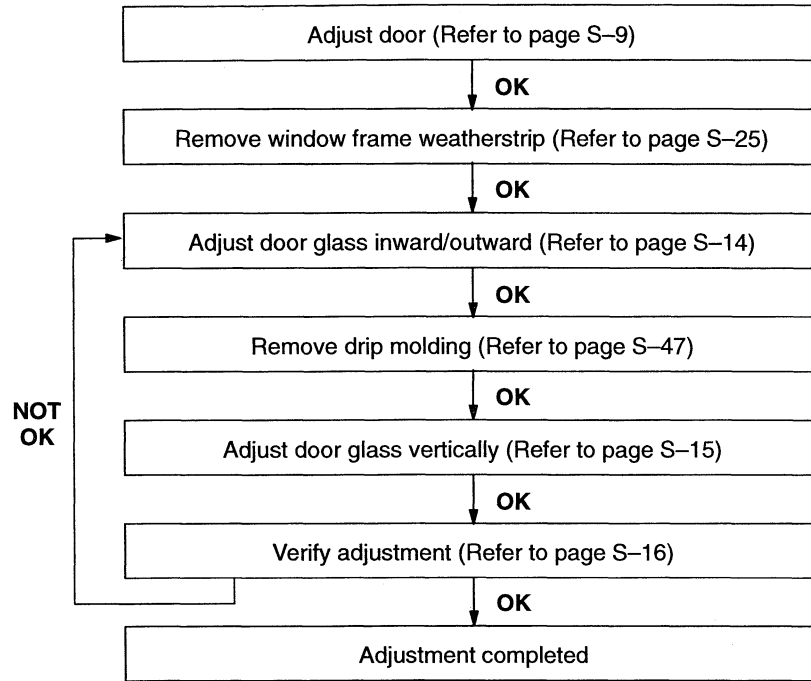 Adjust door (Refer to page S–9)
OK
Remove window frame weatherstrip (Refer to page S–25)
OK
Adjust door glass inward/outward (Refer to page S–14)
OK
Remove drip molding (Refer to page S–47)
NOT
OK
OK
Adjust door glass vertically (Refer to page S–15)
OK
Verify adjustment (Refer to page S–16)
OK
Adjustment completed